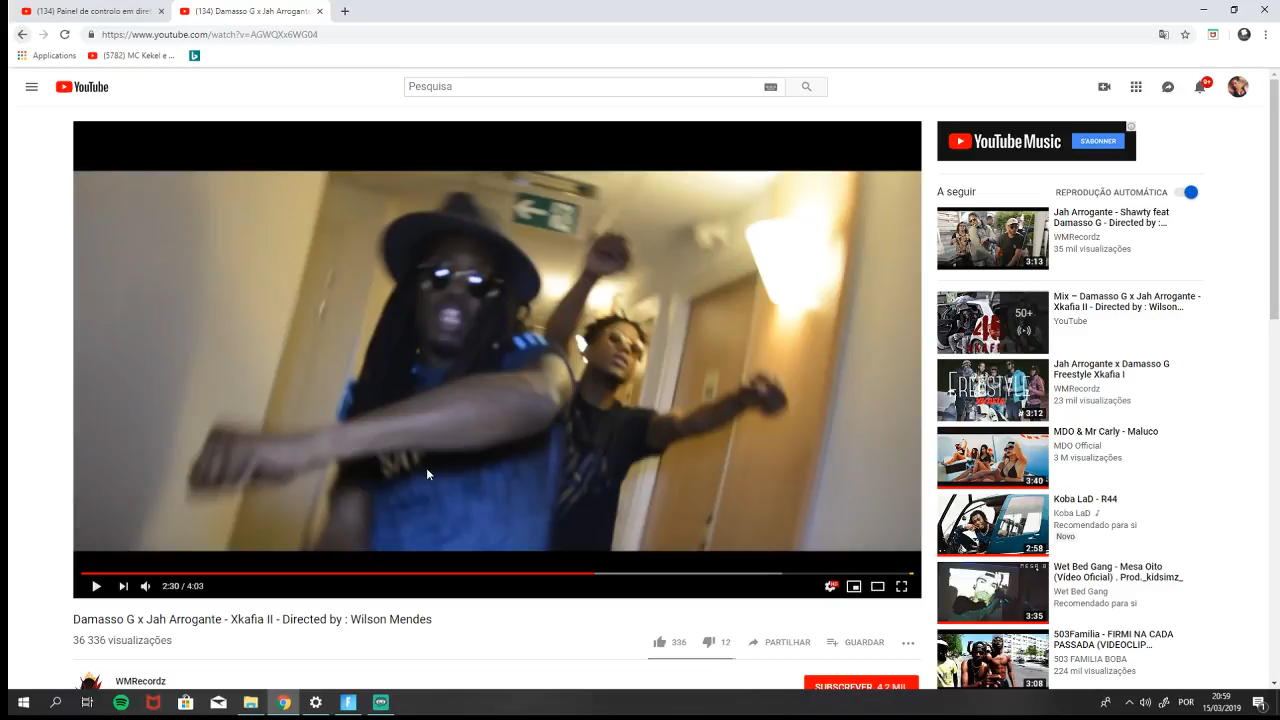 (134) Painel de controlo em diret
(134) Damasso G x Jah Arrogante
https://www.youtube.com/watch?v=AGWQXx6WG04
Applications
(5782) MC Kekel e ...
YouTube
Pesquisa
9+
YouTube Music
S'ABONNER
A seguir
REPRODUÇÃO AUTOMÁTICA
Jah Arrogante - Shawty feat
Damasso G - Directed by :...
WMRecordz
35 mil visualizações
3:13
Mix – Damasso G x Jah Arrogante -
Xkafia II - Directed by : Wilson...
YouTube
50+
Jah Arrogante x Damasso G
Freestyle Xkafia I
WMRecordz
23 mil visualizações
FREESTYLE
3:12
MDO & Mr Carly - Maluco
MDO Official
3 M visualizações
3:40
Koba LaD - R44
Koba LaD
Recomendado para si
Novo
2:58
Wet Bed Gang - Mesa Oito
(Vídeo Oficial) . Prod._kidsimz_
Wet Bed Gang
Recomendado para si
3:35
503Familia - FIRMI NA CADA
PASSADA (VIDEOCLIP...
503 FAMILIA BOBA
224 mil visualizações
3:08
2:30 / 4:03
HD
Damasso G x Jah Arrogante - Xkafia II - Directed by : Wilson Mendes
36 336 visualizações
336
12
PARTILHAR
GUARDAR
WMRecordz
SUBSCREVER 4,2 MIL
POR
20:59
15/03/2019
1